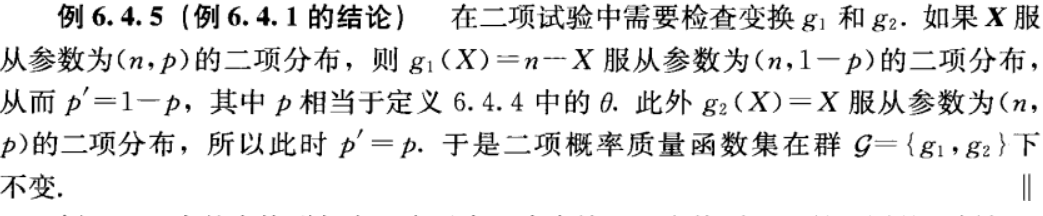 例 6.4.5（例 6.4.1 的结论） 在二项试验中需要检查变换 g₁ 和 g₂. 如果 X 服
从参数为(n,p)的二项分布，则 g₁(X)=n−X 服从参数为(n,1−p)的二项分布，
从而 p′=1−p，其中 p 相当于定义 6.4.4 中的 θ. 此外 g₂(X)=X 服从参数为(n,
p)的二项分布，所以此时 p′=p. 于是二项概率质量函数集在群 𝒢={g₁,g₂}下
不变. ‖